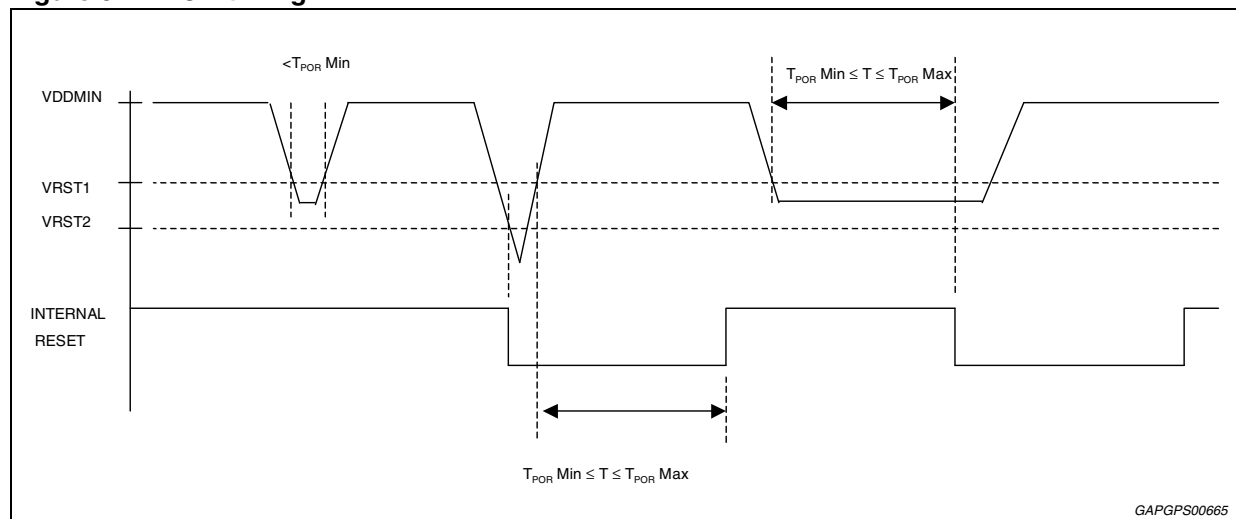 <T_POR Min
T_POR Min ≤ T ≤ T_POR Max
VDDMIN
VRST1
VRST2
INTERNAL
RESET
T_POR Min ≤ T ≤ T_POR Max
GAPGPS00665